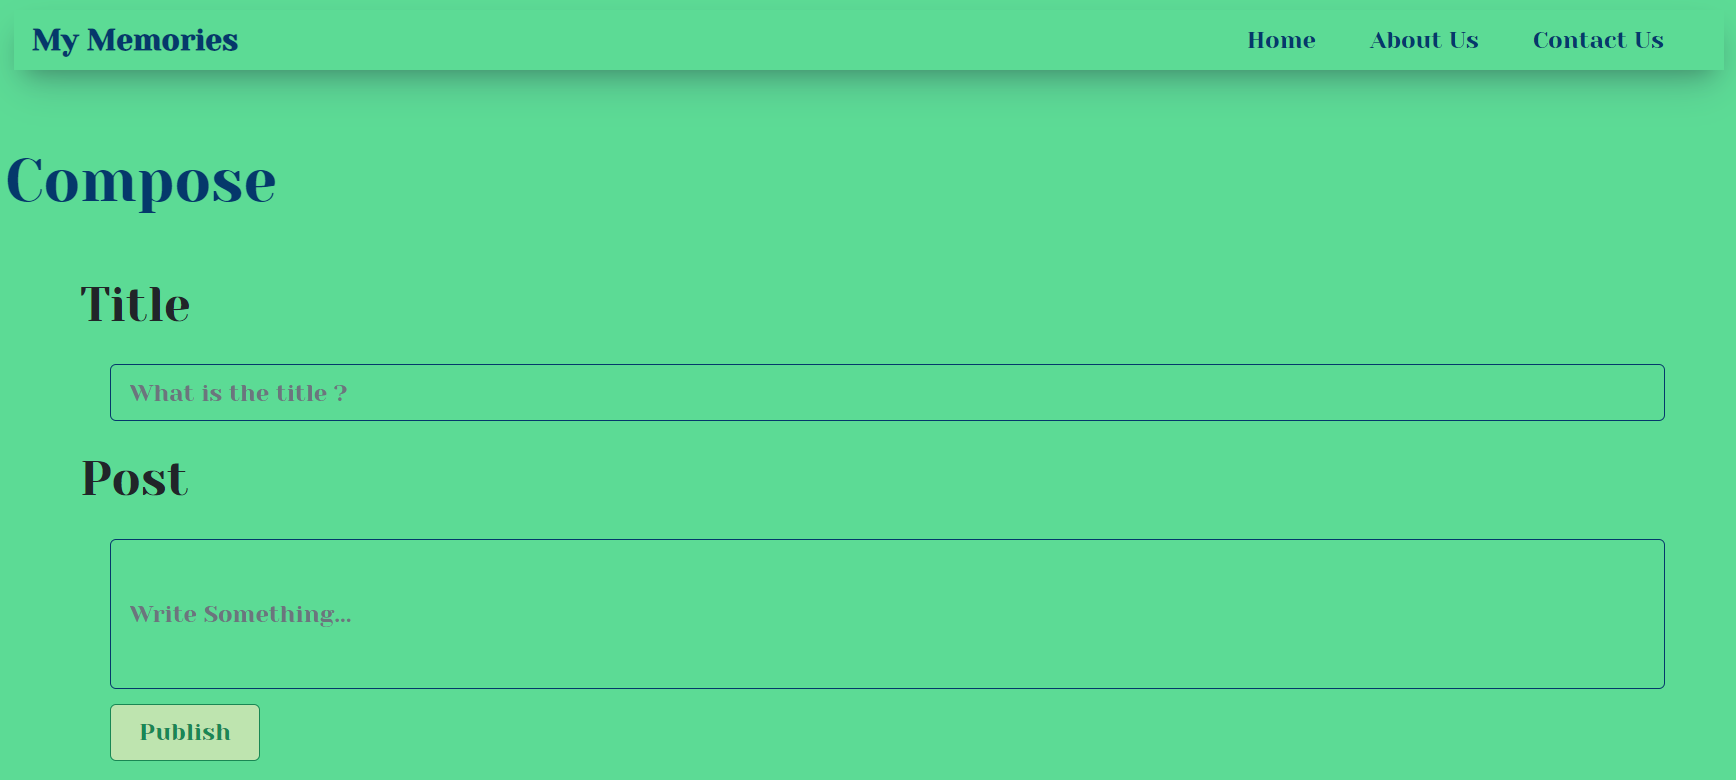 My Memories Home About Us Contact Us
Compose
Title
What is the title ?
Post
Write Something...
Publish